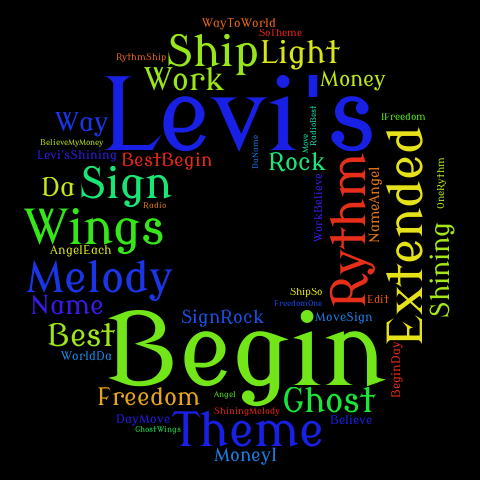 WayToWorld
SoTheme
RythmShip
Ship
Light
Work
Money
Levi's
Way
IFreedom
BelieveMyMoney
Levi'sShining
BestBegin
DaName
Move
RadioBest
Rock
Da
Sign
Radio
WorkBelieve
Rythm
NameAngel
Extended
OneRythm
Wings
AngelEach
Shining
Melody
Name
ShipSo
Edit
FreedomOne
SignRock
MoveSign
Best
WorldDa
Begin
BeginDay
Freedom
Angel
Ghost
ShiningMelody
DayMove
GhostWings
Theme
Believe
MoneyI